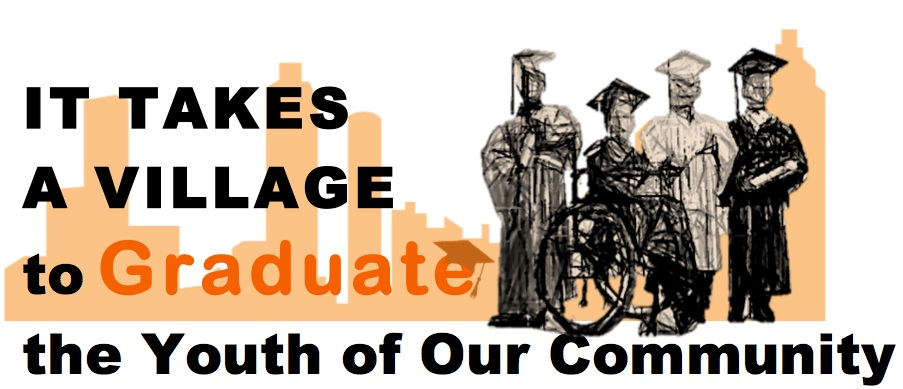 IT TAKES
A VILLAGE
to Graduate
the Youth of Our Community